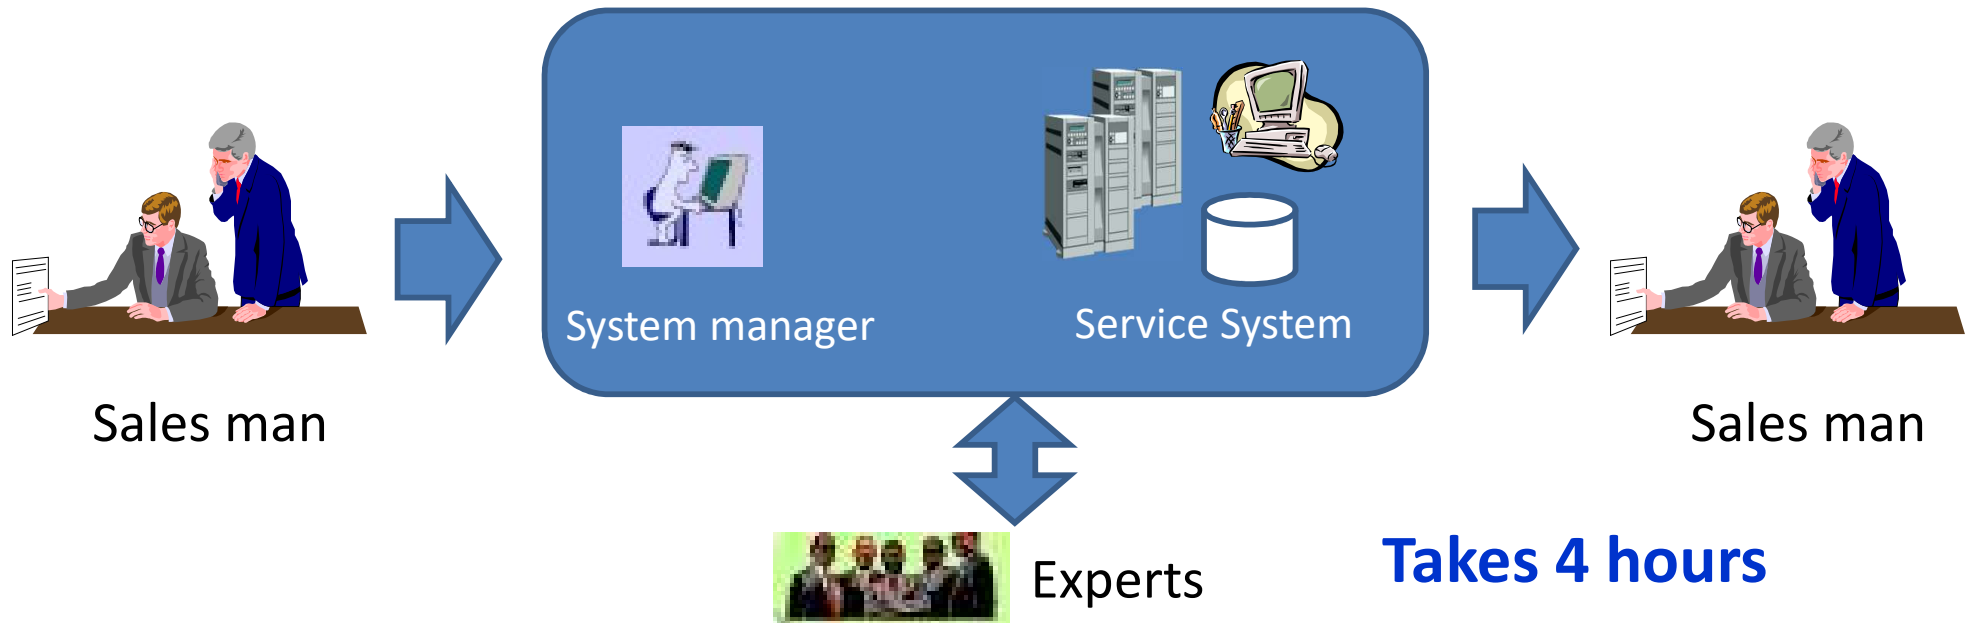 System manager
Service System
Sales man
Sales man
Experts
Takes 4 hours